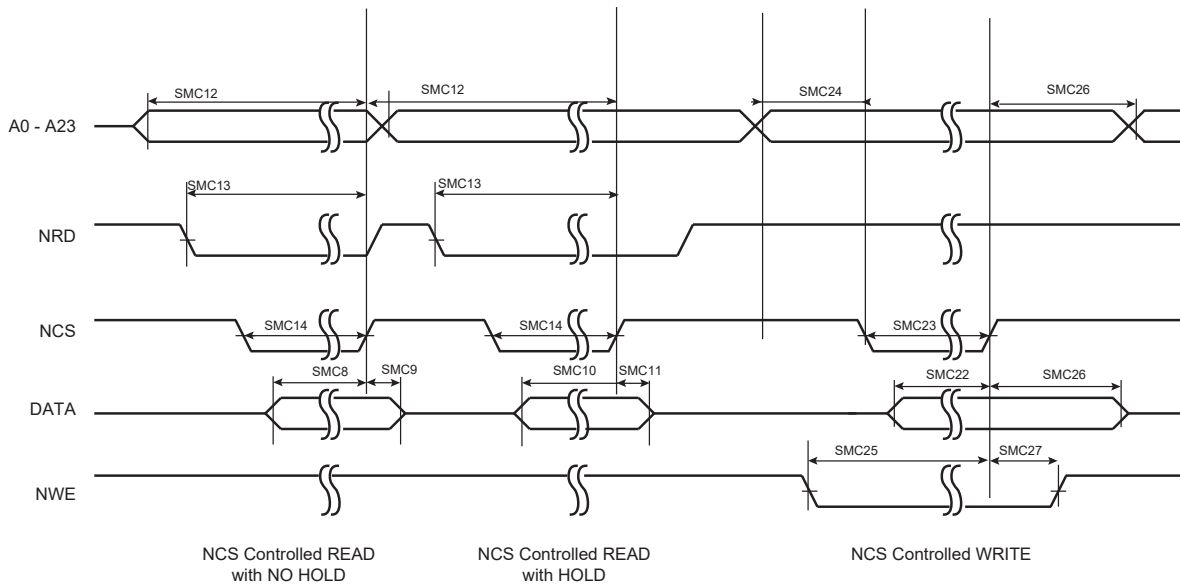 SMC12
SMC12
SMC24
SMC26
A0 - A23
SMC13
SMC13
NRD
NCS
SMC14
SMC14
SMC23
SMC8
SMC9
SMC10
SMC11
SMC22
SMC26
DATA
SMC25
SMC27
NWE
NCS Controlled READ
with NO HOLD
NCS Controlled READ
with HOLD
NCS Controlled WRITE